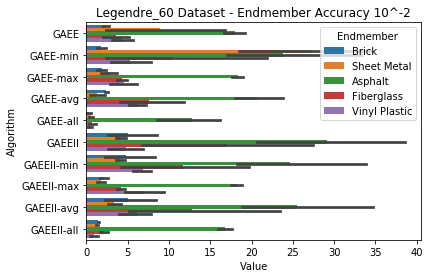 Legendre_60 Dataset - Endmember Accuracy 10^-2
Endmember
Brick
Sheet Metal
Asphalt
Fiberglass
Vinyl Plastic
Algorithm
GAEE
GAEE-min
GAEE-max
GAEE-avg
GAEE-all
GAEEII
GAEEII-min
GAEEII-max
GAEEII-avg
GAEEII-all
0 5 10 15 20 25 30 35 40
Value